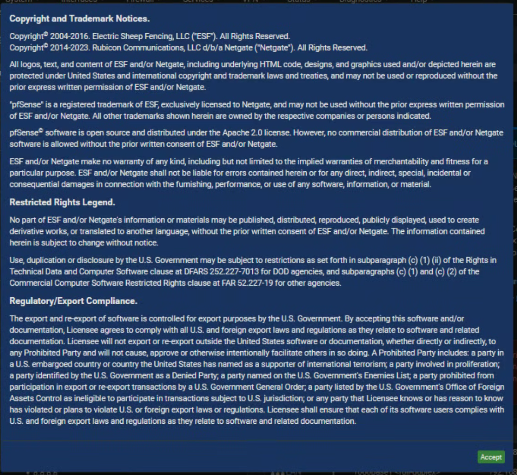 System Interfaces Firewall Services VPN Status Diagnostics Help
Copyright and Trademark Notices.
Copyright© 2004-2016. Electric Sheep Fencing, LLC ("ESF"). All Rights Reserved.
Copyright© 2014-2023. Rubicon Communications, LLC d/b/a Netgate ("Netgate"). All Rights Reserved.
All logos, text, and content of ESF and/or Netgate, including underlying HTML code, designs, and graphics used and/or depicted herein are
protected under United States and international copyright and trademark laws and treaties, and may not be used or reproduced without the
prior express written permission of ESF and/or Netgate.
"pfSense" is a registered trademark of ESF, exclusively licensed to Netgate, and may not be used without the prior express written permission
of ESF and/or Netgate. All other trademarks shown herein are owned by the respective companies or persons indicated.
pfSense© software is open source and distributed under the Apache 2.0 license. However, no commercial distribution of ESF and/or Netgate
software is allowed without the prior written consent of ESF and/or Netgate.
ESF and/or Netgate make no warranty of any kind, including but not limited to the implied warranties of merchantability and fitness for a
particular purpose. ESF and/or Netgate shall not be liable for errors contained herein or for any direct, indirect, special, incidental or
consequential damages in connection with the furnishing, performance, or use of any software, information, or material.
Restricted Rights Legend.
No part of ESF and/or Netgate's information or materials may be published, distributed, reproduced, publicly displayed, used to create
derivative works, or translated to another language, without the prior written consent of ESF and/or Netgate. The information contained
herein is subject to change without notice.
Use, duplication or disclosure by the U.S. Government may be subject to restrictions as set forth in subparagraph (c) (1) (ii) of the Rights in
Technical Data and Computer Software clause at DFARS 252.227-7013 for DOD agencies, and subparagraphs (c) (1) and (c) (2) of the
Commercial Computer Software Restricted Rights clause at FAR 52.227-19 for other agencies.
Regulatory/Export Compliance.
The export and re-export of software is controlled for export purposes by the U.S. Government. By accepting this software and/or
documentation, Licensee agrees to comply with all U.S. and foreign export laws and regulations as they relate to software and related
documentation. Licensee will not export or re-export outside the United States software or documentation, whether directly or indirectly, to
any Prohibited Party and will not cause, approve or otherwise intentionally facilitate others in so doing. A Prohibited Party includes: a party in
a U.S. embargoed country or country the United States has named as a supporter of international terrorism; a party involved in proliferation;
a party identified by the U.S. Government as a Denied Party; a party named on the U.S. Government's Enemies List; a party prohibited from
participation in export or re-export transactions by a U.S. Government General Order; a party listed by the U.S. Government's Office of Foreign
Assets Control as ineligible to participate in transactions subject to U.S. jurisdiction; or any party that Licensee knows or has reason to know
has violated or plans to violate U.S. or foreign export laws or regulations. Licensee shall ensure that each of its software users complies with
U.S. and foreign export laws and regulations as they relate to software and related documentation.
Accept